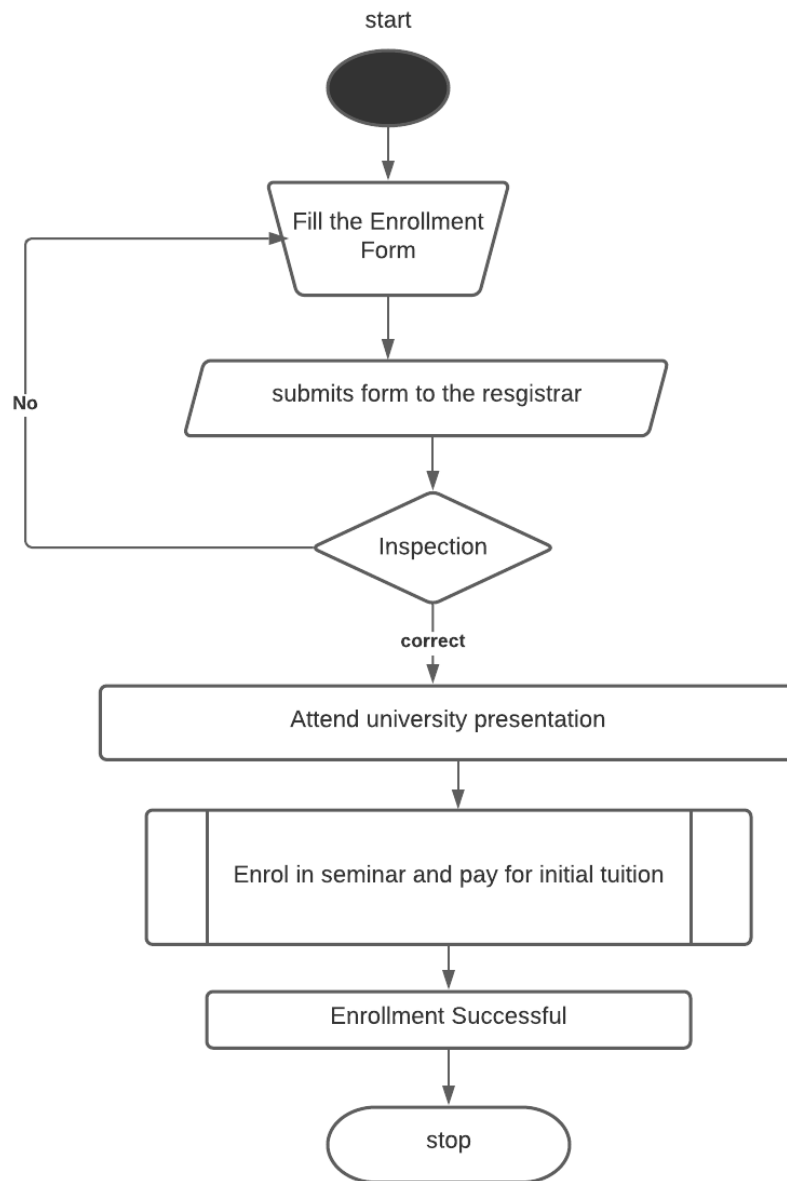 start
Fill the Enrollment
Form
submits form to the resgistrar
No
Inspection
correct
Attend university presentation
Enrol in seminar and pay for initial tuition
Enrollment Successful
stop